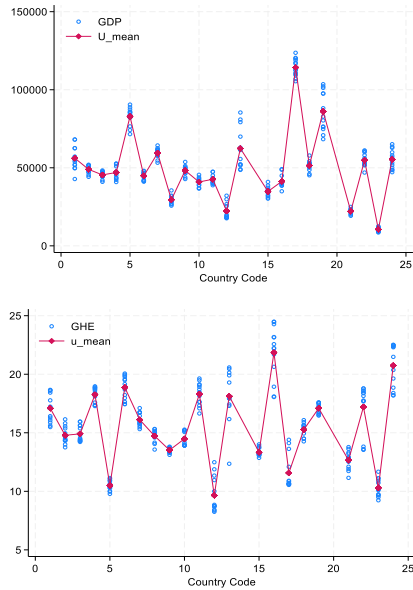 150000
GDP
U_mean
100000
50000
0
0 5 10 15 20 25
Country Code
25
GHE
u_mean
20
15
10
5
0 5 10 15 20 25
Country Code